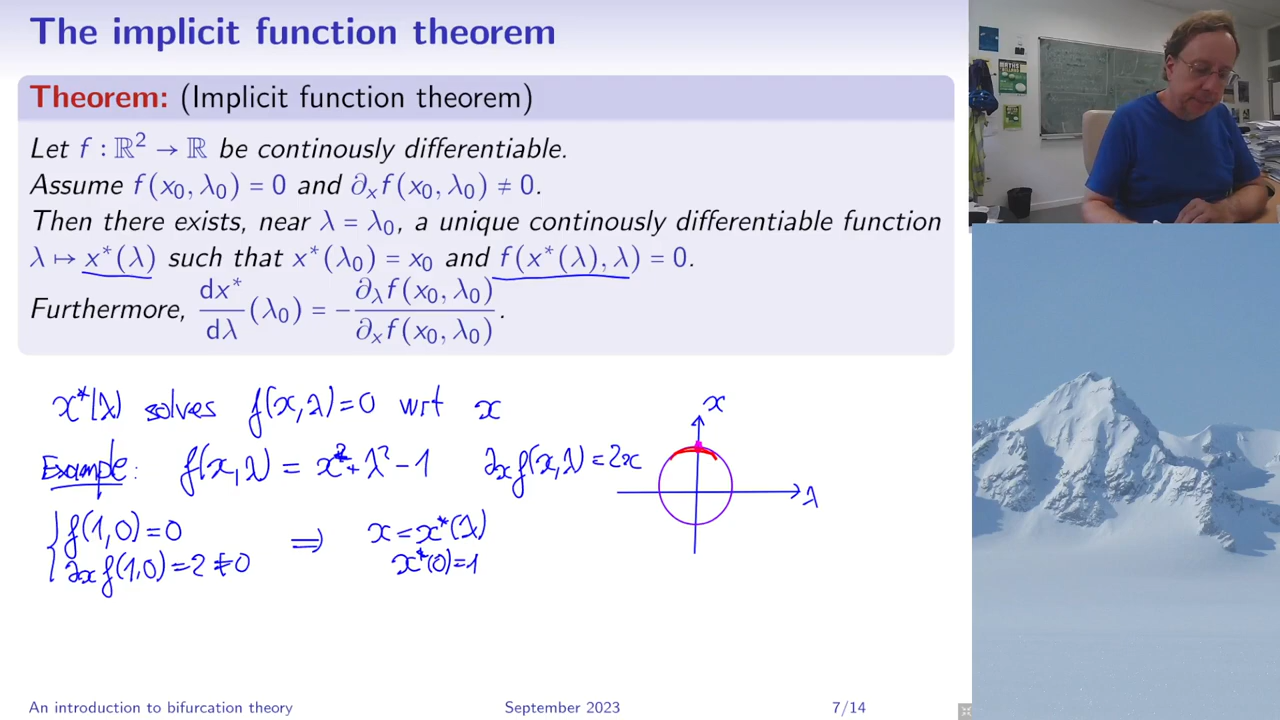 The implicit function theorem
Theorem: (Implicit function theorem)
Let f : ℝ² → ℝ be continously differentiable.
Assume f(x₀, λ₀) = 0 and ∂ₓf(x₀, λ₀) ≠ 0.
Then there exists, near λ = λ₀, a unique continously differentiable function
λ ↦ x*(λ) such that x*(λ₀) = x₀ and f(x*(λ), λ) = 0.
Furthermore, dx*/dλ (λ₀) = − ∂_λ f(x₀, λ₀) / ∂ₓf(x₀, λ₀) .
x*(λ) solves f(x,λ)=0 wrt x
Example: f(x,λ) = x²+λ²−1 ∂ₓf(x,λ)=2x
f(1,0)=0 ⟹ x=x*(λ)
∂ₓf(1,0)=2≠0 x*(0)=1
x
λ
MATHS
An introduction to bifurcation theory September 2023 7/14